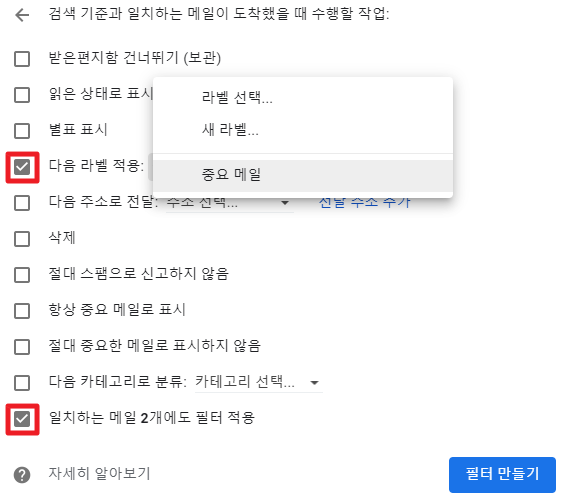 검색 기준과 일치하는 메일이 도착했을 때 수행할 작업:
받은편지함 건너뛰기 (보관)
읽은 상태로 표시
라벨 선택...
새 라벨...
별표 표시
다음 라벨 적용:
중요 메일
다음 주소로 전달: 주소 선택... 전달 주소 추가
삭제
절대 스팸으로 신고하지 않음
항상 중요 메일로 표시
절대 중요한 메일로 표시하지 않음
다음 카테고리로 분류: 카테고리 선택...
일치하는 메일 2개에도 필터 적용
자세히 알아보기
필터 만들기